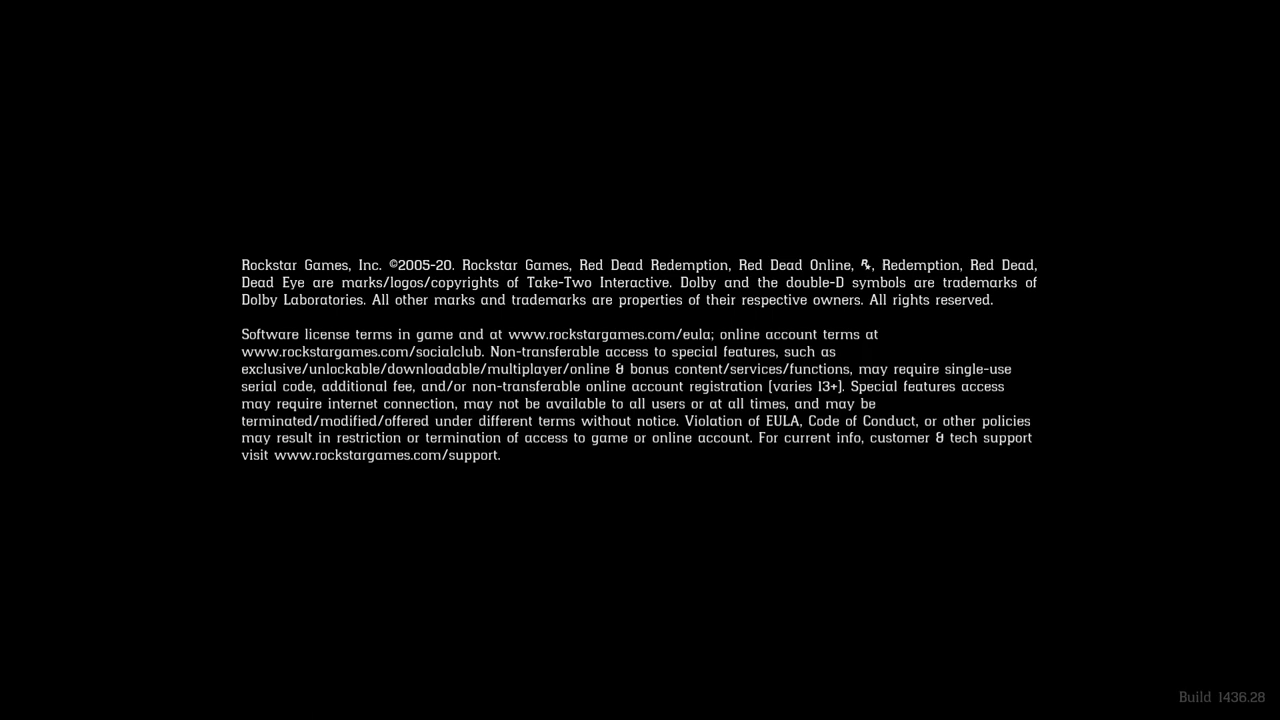 Rockstar Games, Inc. ©2005-20. Rockstar Games, Red Dead Redemption, Red Dead Online, , Redemption, Red Dead,
Dead Eye are marks/logos/copyrights of Take-Two Interactive. Dolby and the double-D symbols are trademarks of
Dolby Laboratories. All other marks and trademarks are properties of their respective owners. All rights reserved.
Software license terms in game and at www.rockstargames.com/eula; online account terms at
www.rockstargames.com/socialclub. Non-transferable access to special features, such as
exclusive/unlockable/downloadable/multiplayer/online & bonus content/services/functions, may require single-use
serial code, additional fee, and/or non-transferable online account registration (varies 13+). Special features access
may require internet connection, may not be available to all users or at all times, and may be
terminated/modified/offered under different terms without notice. Violation of EULA, Code of Conduct, or other policies
may result in restriction or termination of access to game or online account. For current info, customer & tech support
visit www.rockstargames.com/support.
Build 1436.28